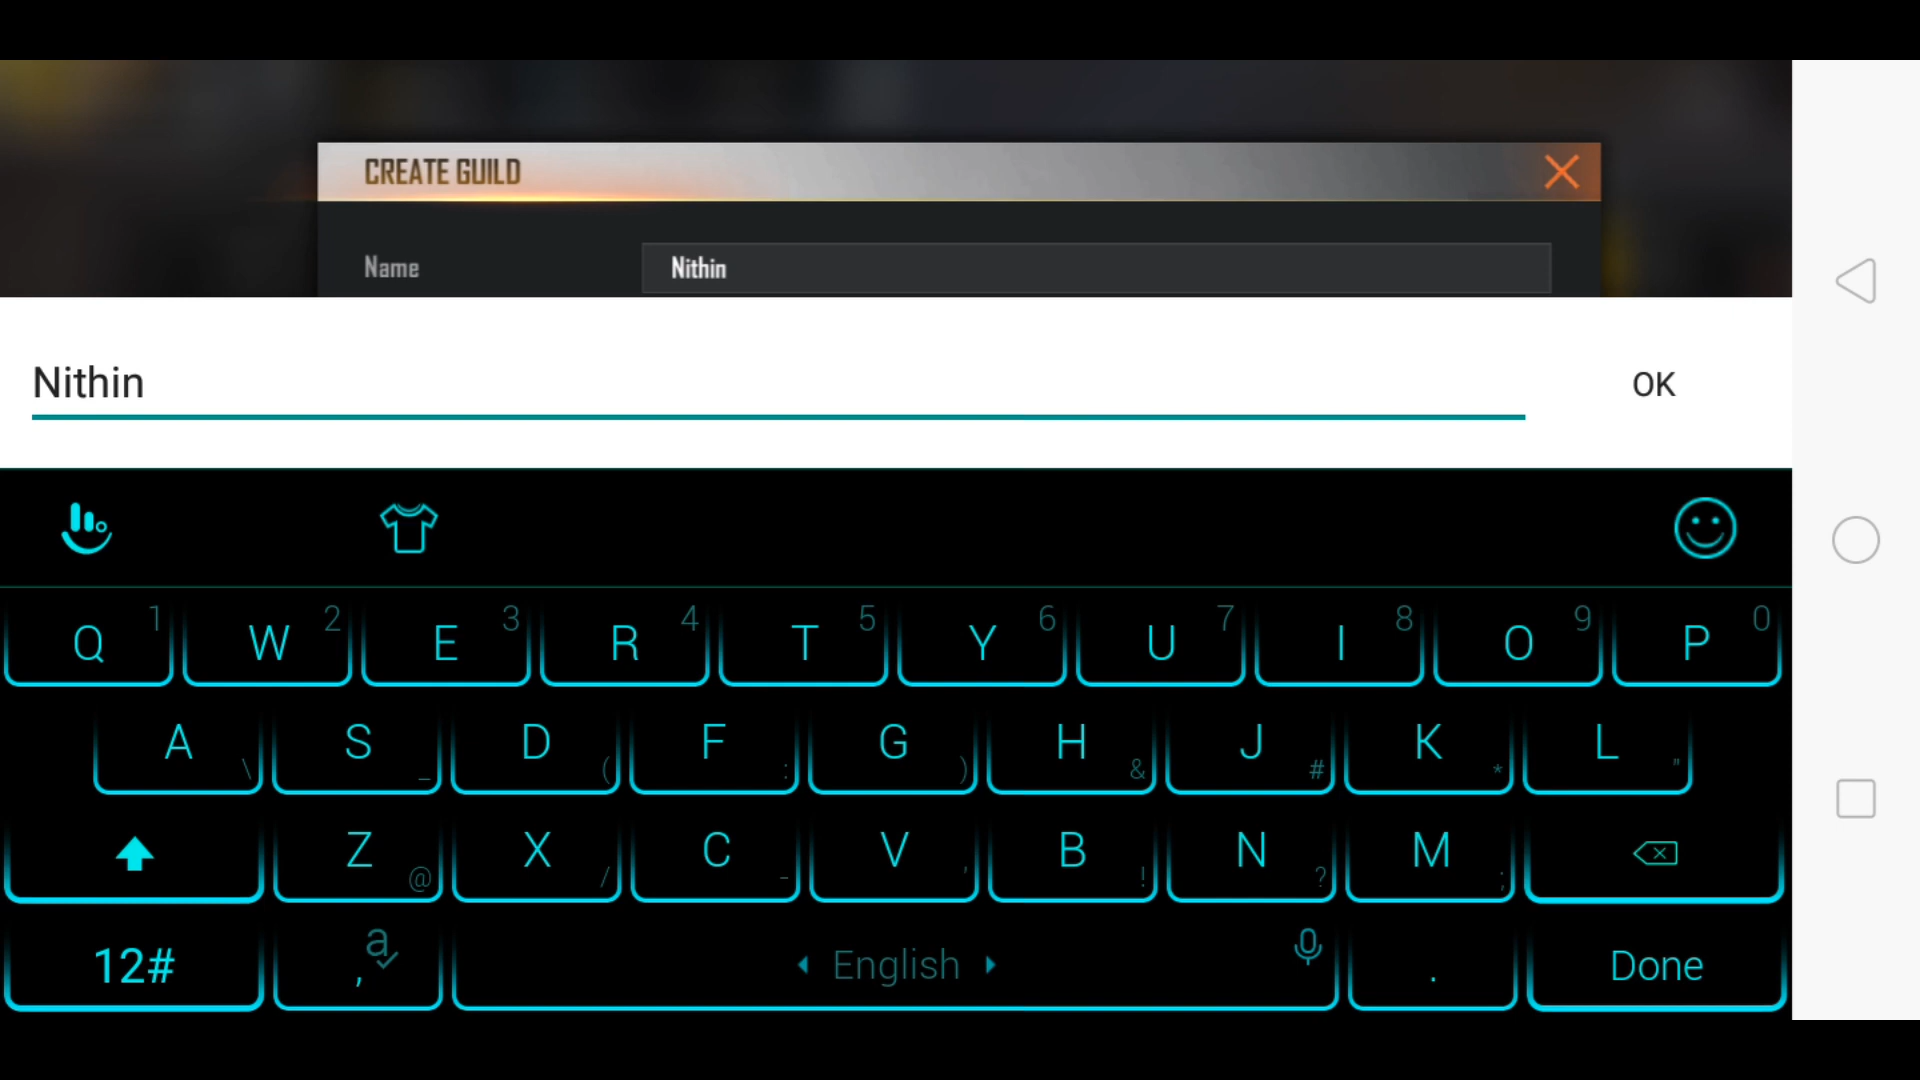 CREATE GUILD
Name Nithin
Nithin OK
Q 1 W 2 E 3 R 4 T 5 Y 6 U 7 I 8 O 9 P 0
A \ S _ D ( F : G ) H & J # K * L "
Z @ X / C - V ' B ! N ? M ;
12# , a English . Done